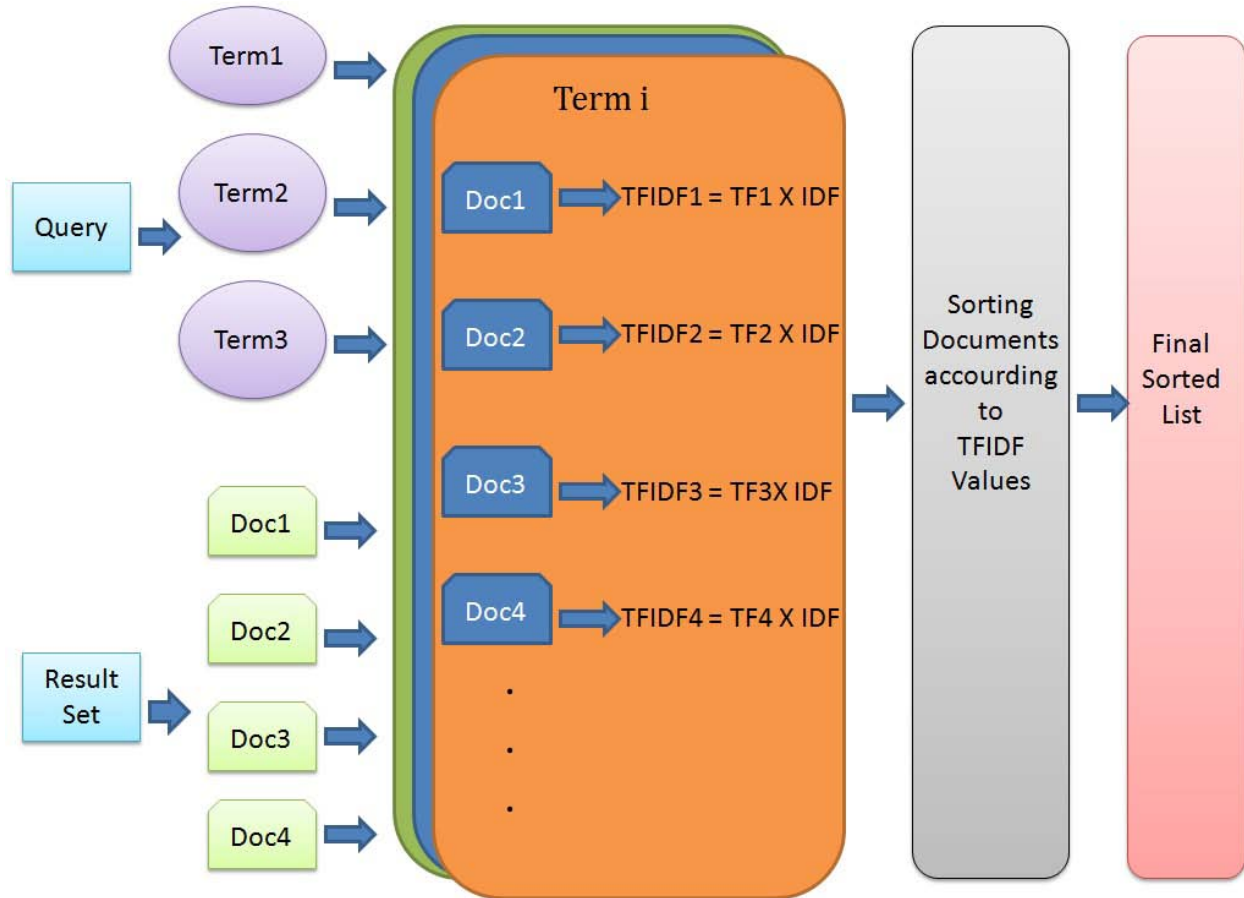 Term1
Term2
Term3
Query
Doc1
Doc2
Doc3
Doc4
Result
Set
Term i
Doc1
TFIDF1 = TF1 X IDF
Doc2
TFIDF2 = TF2 X IDF
Doc3
TFIDF3 = TF3X IDF
Doc4
TFIDF4 = TF4 X IDF
.
.
.
Sorting
Documents
accourding
to
TFIDF
Values
Final
Sorted
List